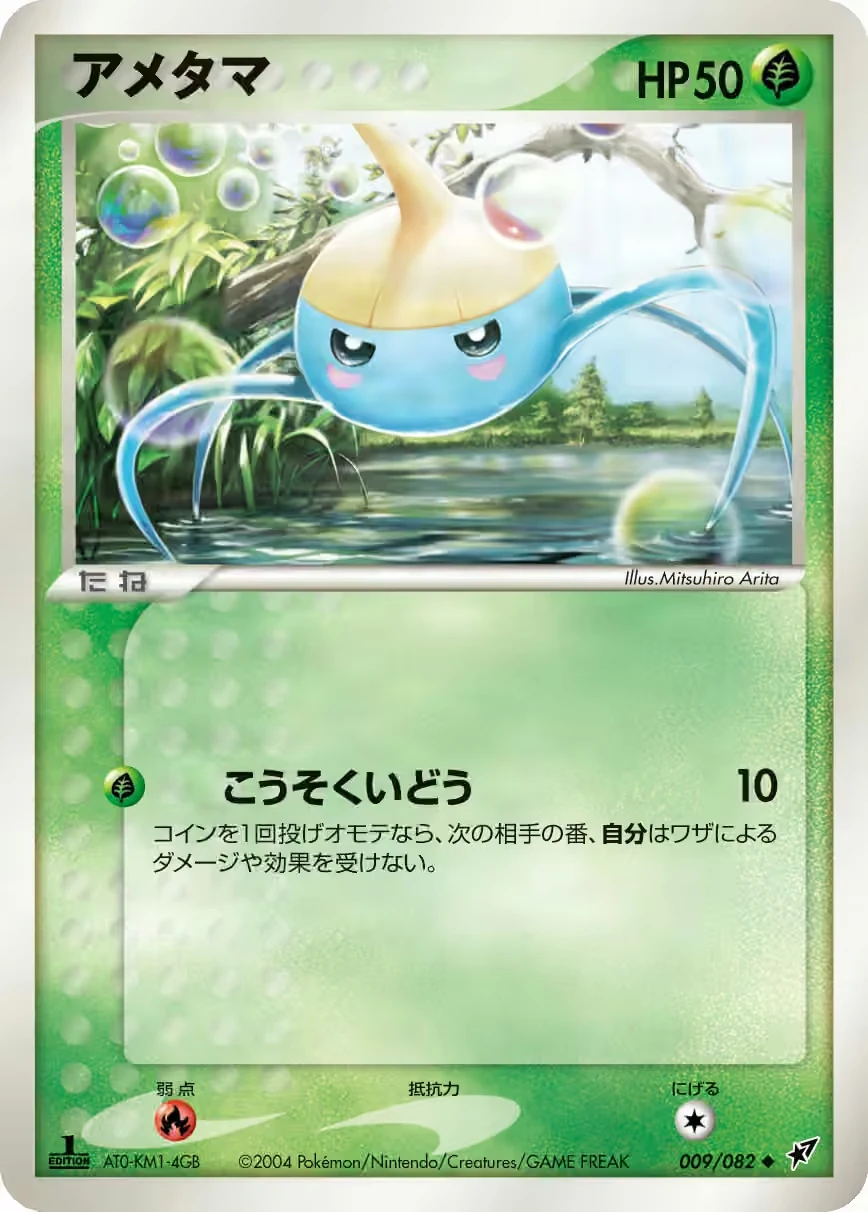 アメタマ HP50
たね Illus.Mitsuhiro Arita
こうそくいどう 10
コインを1回投げオモテなら、次の相手の番、自分はワザによる
ダメージや効果を受けない。
弱点 抵抗力 にげる
1 EDITION AT0-KM1-4GB ©2004 Pokémon/Nintendo/Creatures/GAME FREAK 009/082 ◆